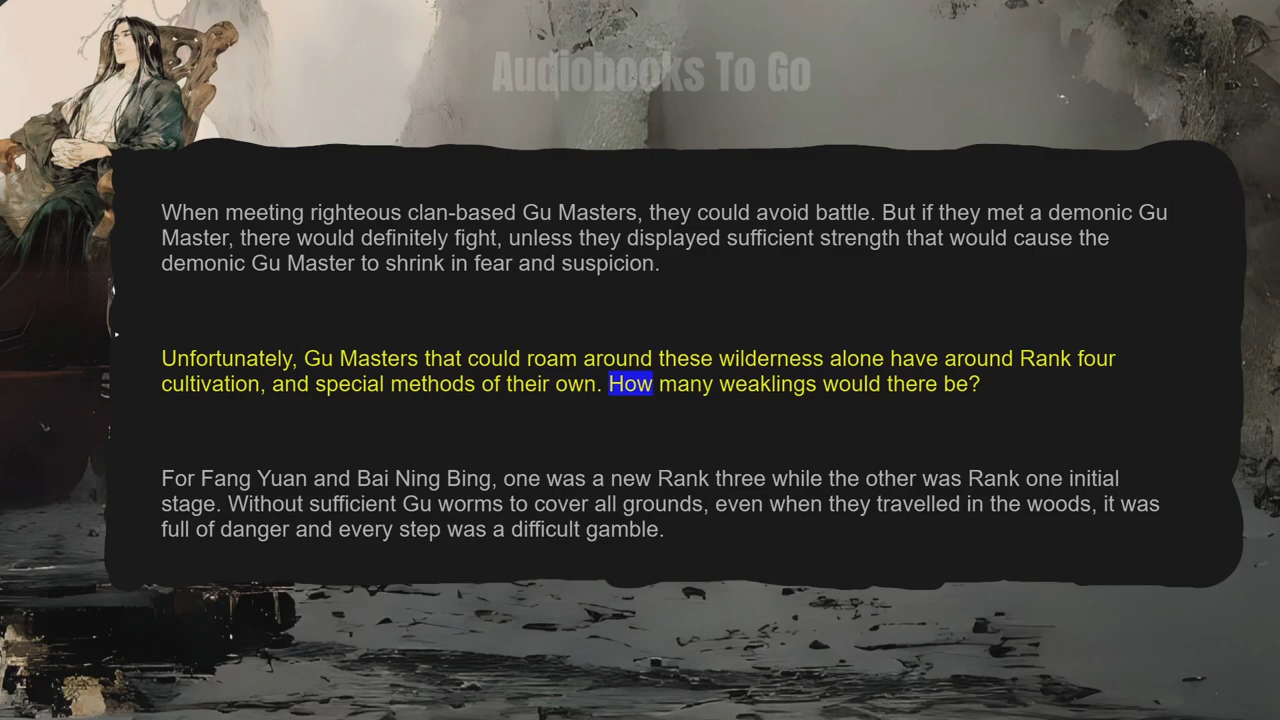 Audiobooks To Go
When meeting righteous clan-based Gu Masters, they could avoid battle. But if they met a demonic Gu
Master, there would definitely fight, unless they displayed sufficient strength that would cause the
demonic Gu Master to shrink in fear and suspicion.
Unfortunately, Gu Masters that could roam around these wilderness alone have around Rank four
cultivation, and special methods of their own. How many weaklings would there be?
For Fang Yuan and Bai Ning Bing, one was a new Rank three while the other was Rank one initial
stage. Without sufficient Gu worms to cover all grounds, even when they travelled in the woods, it was
full of danger and every step was a difficult gamble.